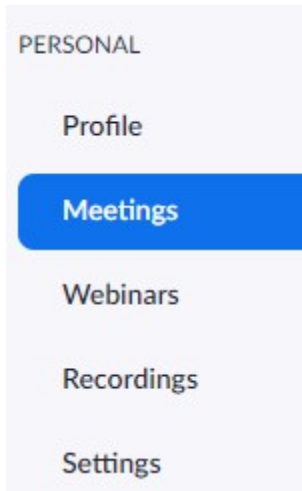 PERSONAL
Profile
Meetings
Webinars
Recordings
Settings